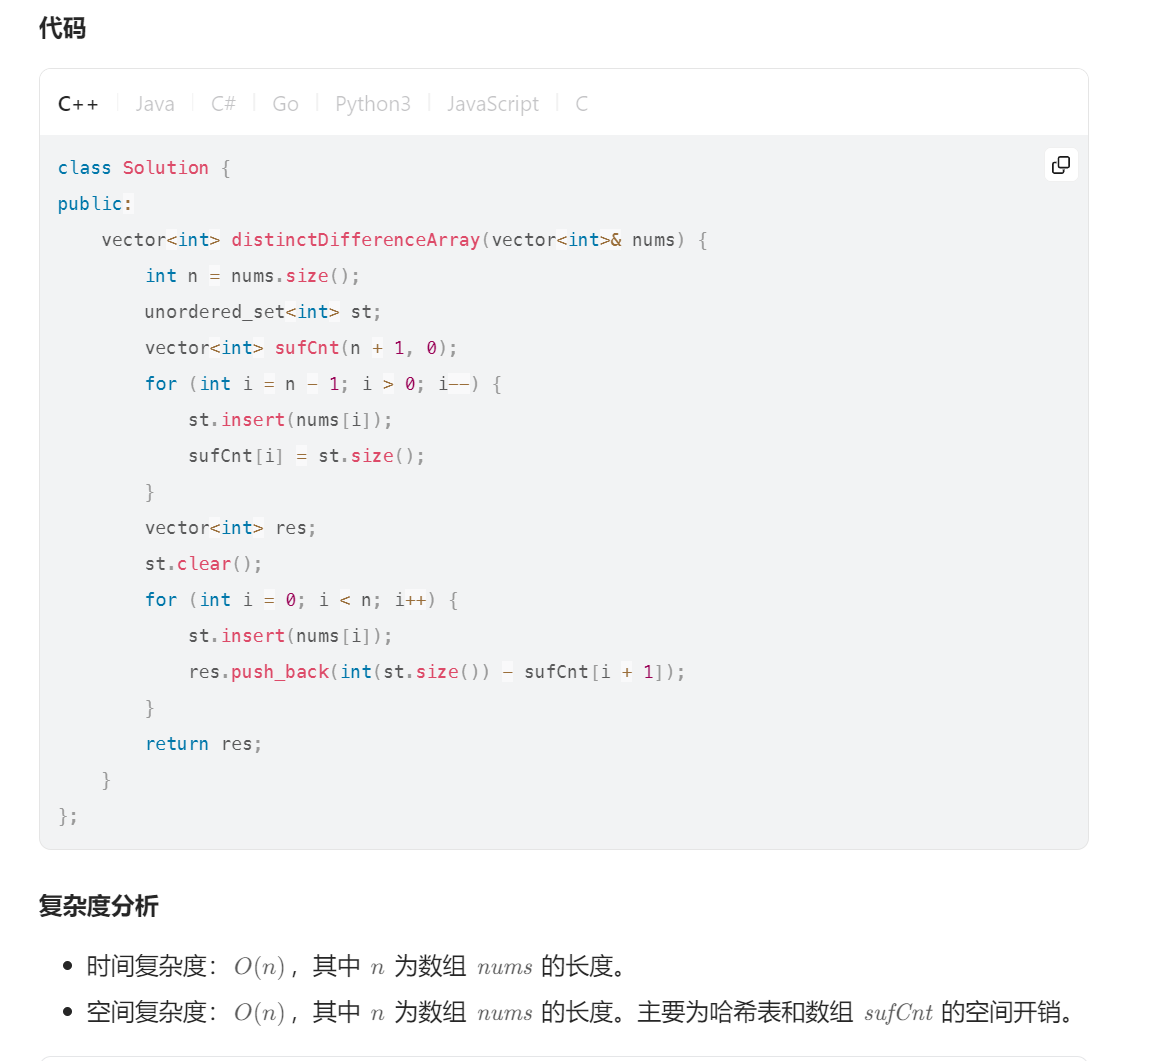 代码
C++ Java C# Go Python3 JavaScript C
class Solution {
public:
    vector<int> distinctDifferenceArray(vector<int>& nums) {
        int n = nums.size();
        unordered_set<int> st;
        vector<int> sufCnt(n + 1, 0);
        for (int i = n - 1; i > 0; i--) {
            st.insert(nums[i]);
            sufCnt[i] = st.size();
        }
        vector<int> res;
        st.clear();
        for (int i = 0; i < n; i++) {
            st.insert(nums[i]);
            res.push_back(int(st.size()) - sufCnt[i + 1]);
        }
        return res;
    }
};
复杂度分析
• 时间复杂度：O(n)，其中 n 为数组 nums 的长度。
• 空间复杂度：O(n)，其中 n 为数组 nums 的长度。主要为哈希表和数组 sufCnt 的空间开销。